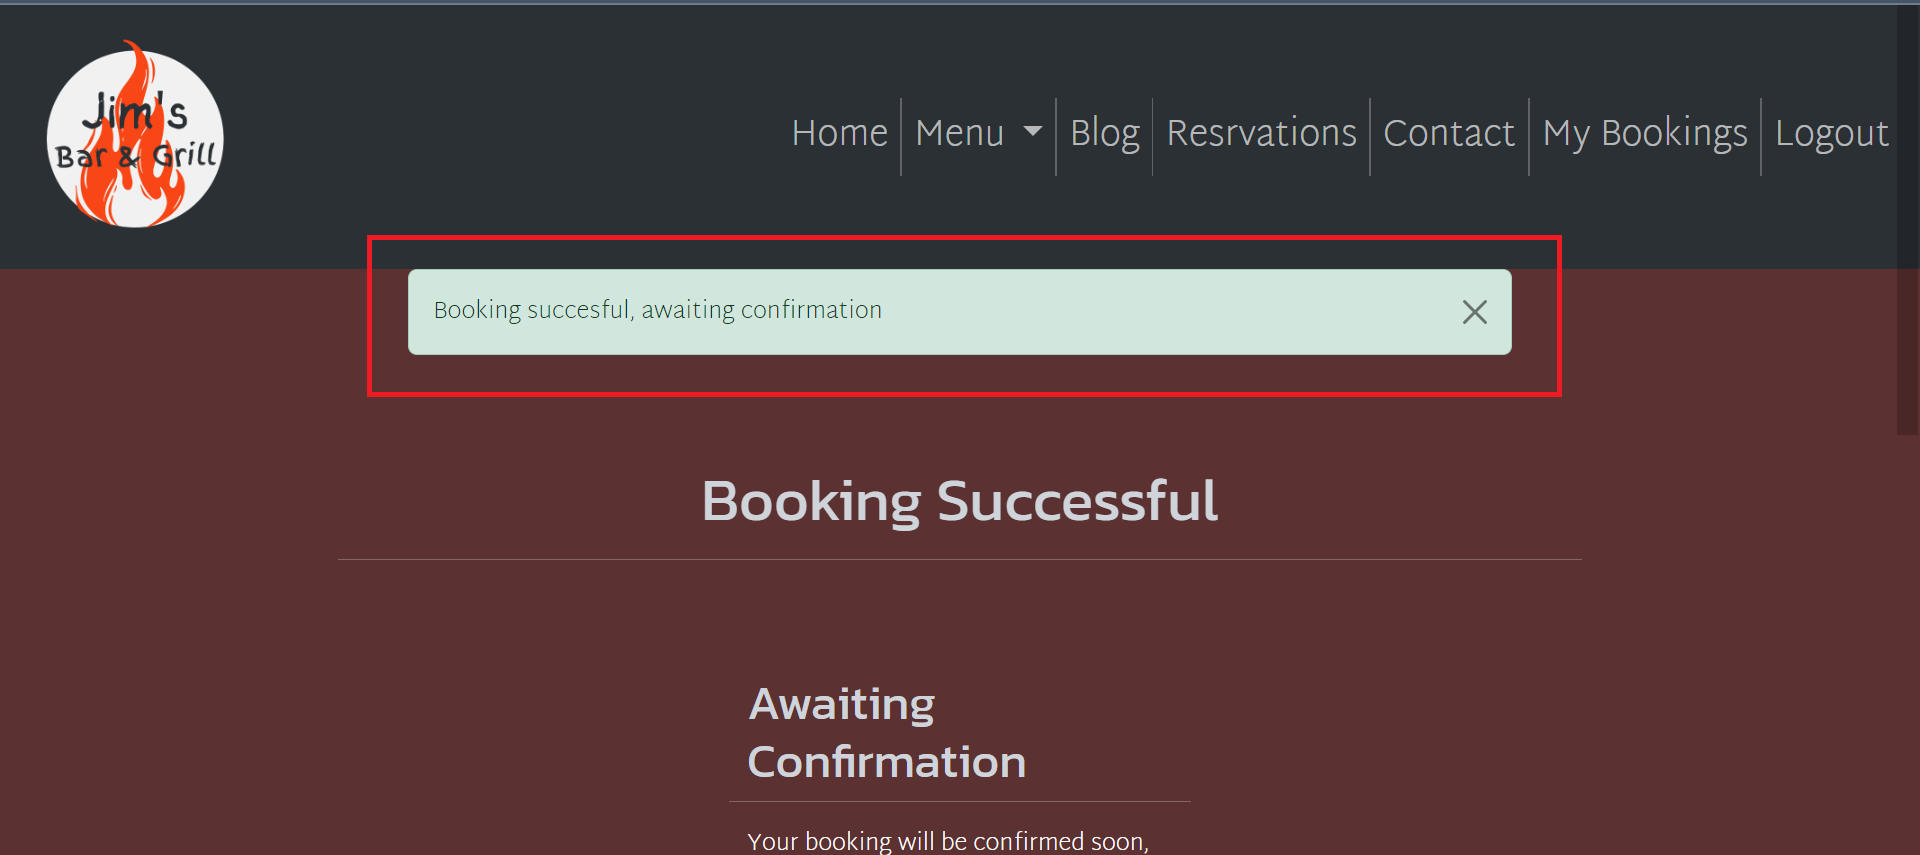 Jim's
Bar & Grill
Home Menu Blog Resrvations Contact My Bookings Logout
Booking succesful, awaiting confirmation
Booking Successful
Awaiting
Confirmation
Your booking will be confirmed soon,